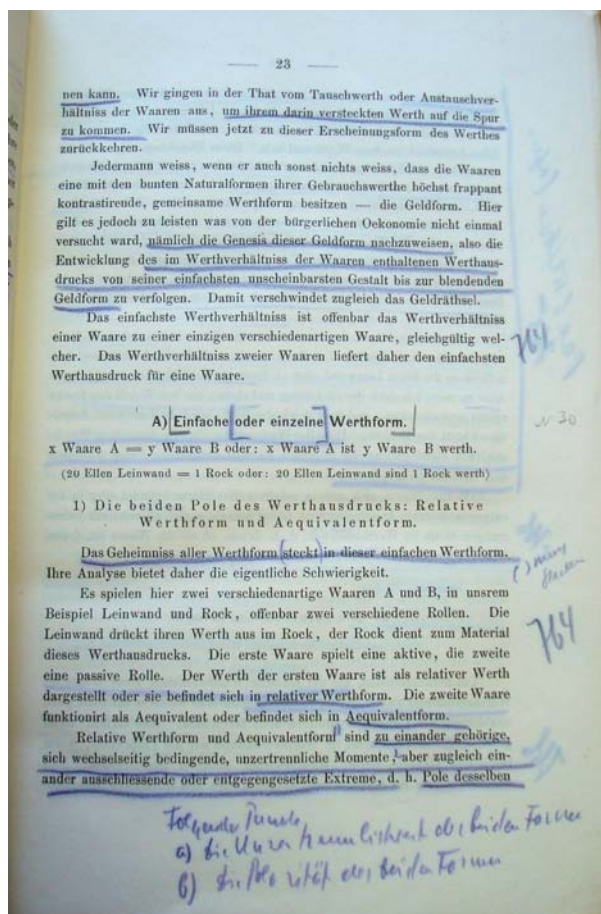 23
nen kann. Wir gingen in der That vom Tauschwerth oder Austauschver-
hältniss der Waaren aus, um ihrem darin versteckten Werth auf die Spur
zu kommen. Wir müssen jetzt zu dieser Erscheinungsform des Werthes
zurückkehren.
Jedermann weiss, wenn er auch sonst nichts weiss, dass die Waaren
eine mit den bunten Naturalformen ihrer Gebrauchswerthe höchst frappant
kontrastirende, gemeinsame Werthform besitzen — die Geldform. Hier
gilt es jedoch zu leisten was von der bürgerlichen Oekonomie nicht einmal
versucht ward, nämlich die Genesis dieser Geldform nachzuweisen, also die
Entwicklung des im Werthverhältniss der Waaren enthaltenen Werthaus-
drucks von seiner einfachsten unscheinbarsten Gestalt bis zur blendenden
Geldform zu verfolgen. Damit verschwindet zugleich das Geldräthsel.
Das einfachste Werthverhältniss ist offenbar das Werthverhältniss
einer Waare zu einer einzigen verschiedenartigen Waare, gleichgültig wel-
cher. Das Werthverhältniss zweier Waaren liefert daher den einfachsten
Werthausdruck für eine Waare.
764
A) Einfache oder einzelne Werthform.
30
x Waare A = y Waare B oder: x Waare A ist y Waare B werth.
(20 Ellen Leinwand = 1 Rock oder: 20 Ellen Leinwand sind 1 Rock werth)
1) Die beiden Pole des Werthausdrucks: Relative
Werthform und Aequivalentform.
Das Geheimniss aller Werthform (steckt) in dieser einfachen Werthform.
Ihre Analyse bietet daher die eigentliche Schwierigkeit.
Es spielen hier zwei verschiedenartige Waaren A und B, in unsrem
Beispiel Leinwand und Rock, offenbar zwei verschiedene Rollen. Die
Leinwand drückt ihren Werth aus im Rock, der Rock dient zum Material
dieses Werthausdrucks. Die erste Waare spielt eine aktive, die zweite
eine passive Rolle. Der Werth der ersten Waare ist als relativer Werth
dargestellt oder sie befindet sich in relativer Werthform. Die zweite Waare
funktionirt als Aequivalent oder befindet sich in Aequivalentform.
764
Relative Werthform und Aequivalentform sind zu einander gehörige,
sich wechselseitig bedingende, unzertrennliche Momente, aber zugleich ein-
ander ausschliessende oder entgegengesetzte Extreme, d. h. Pole desselben
Folgende Punkte
a) die Unzertrennlichkeit der beiden Formen
b) die Polarität der beiden Formen